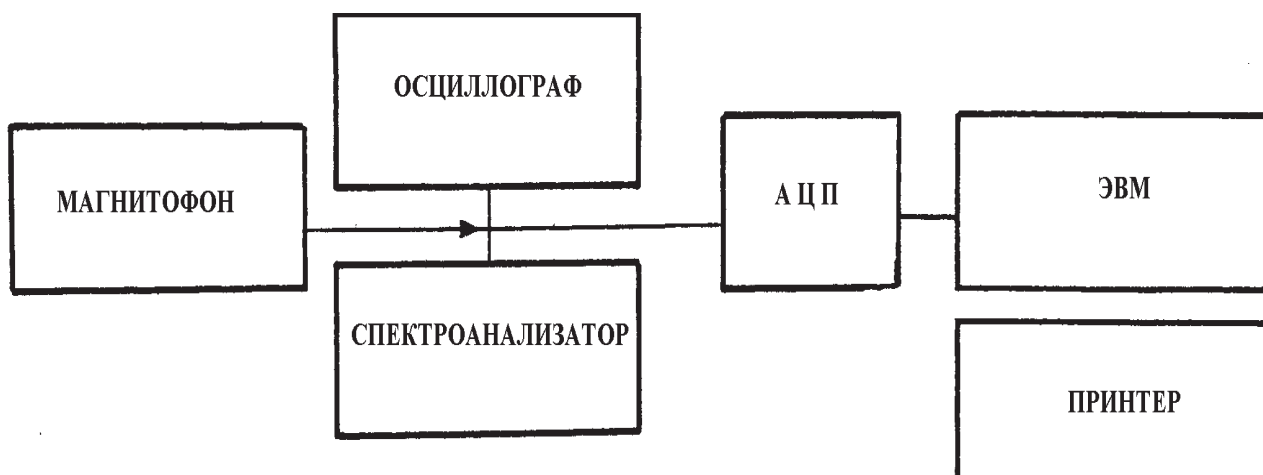 ОСЦИЛЛОГРАФ
МАГНИТОФОН
А Ц П
ЭВМ
СПЕКТРОАНАЛИЗАТОР
ПРИНТЕР